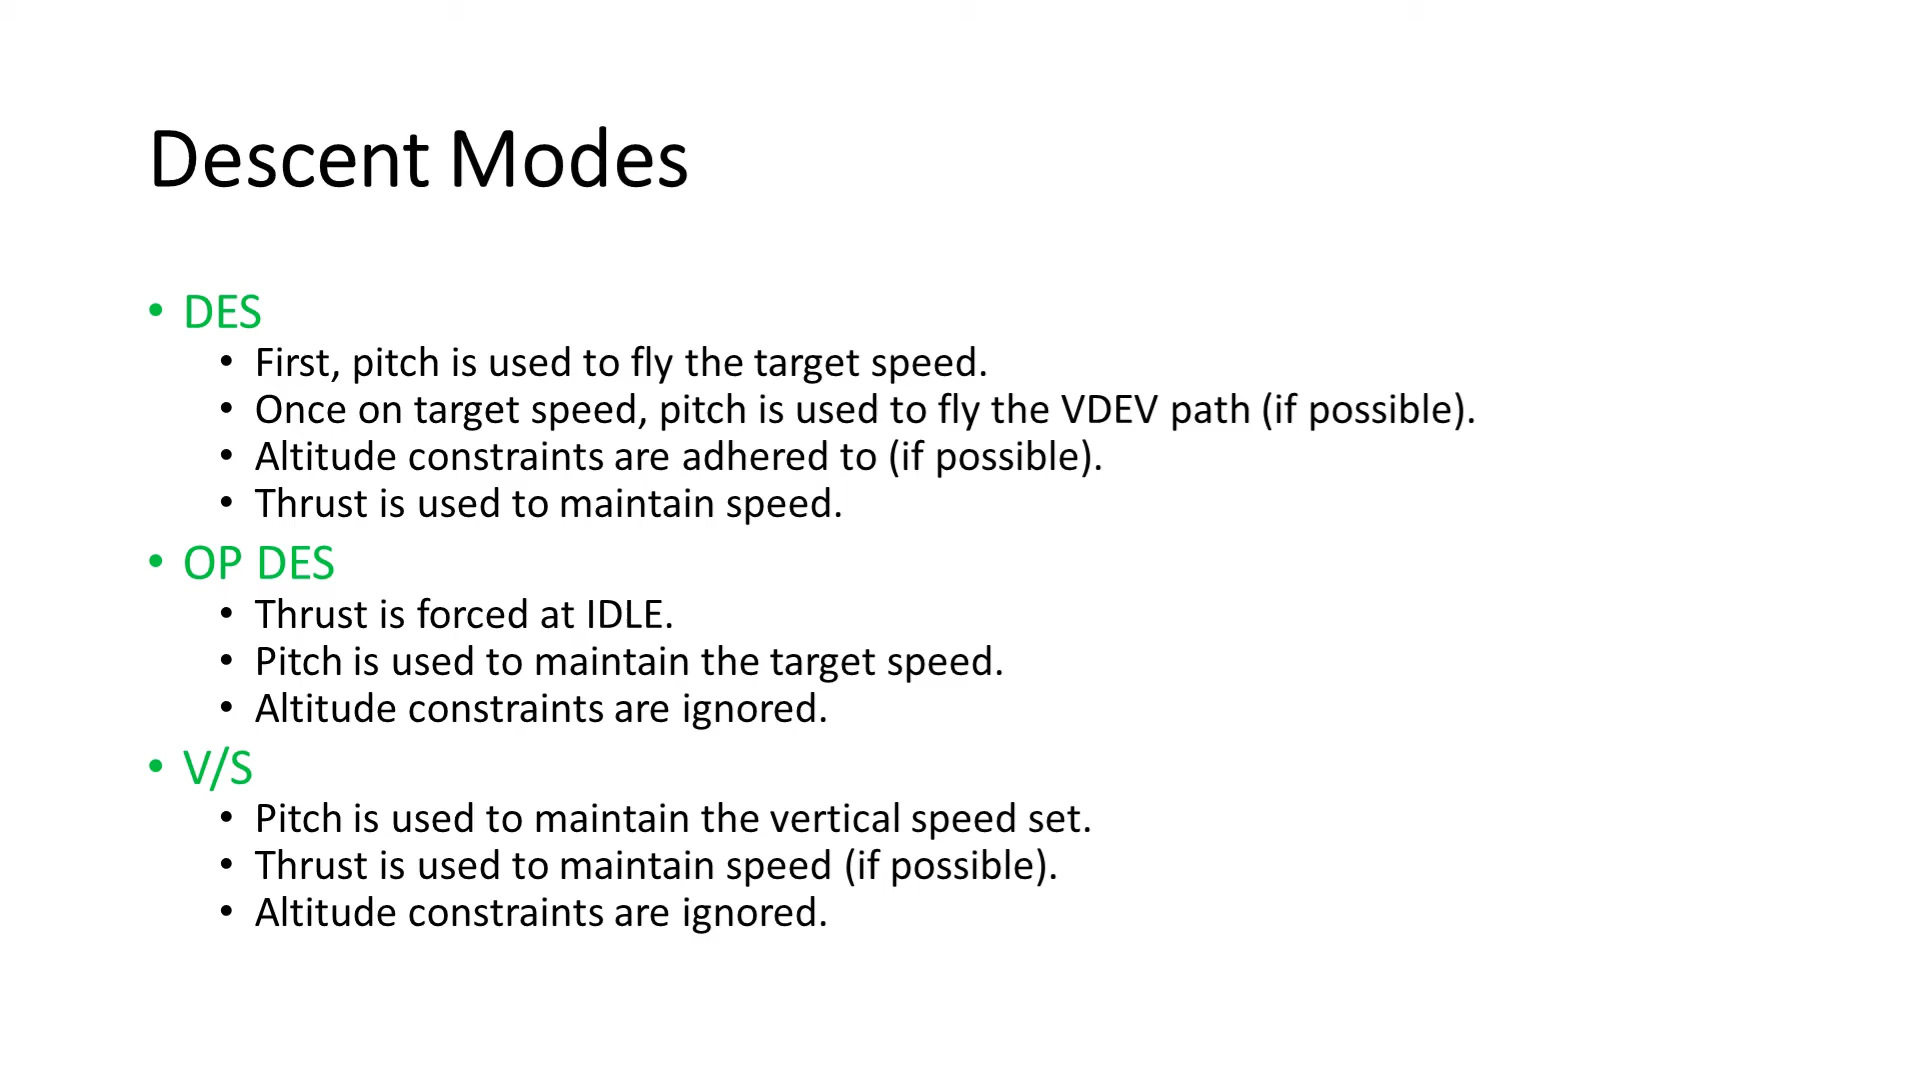 Descent Modes
• DES
• First, pitch is used to fly the target speed.
• Once on target speed, pitch is used to fly the VDEV path (if possible).
• Altitude constraints are adhered to (if possible).
• Thrust is used to maintain speed.
• OP DES
• Thrust is forced at IDLE.
• Pitch is used to maintain the target speed.
• Altitude constraints are ignored.
• V/S
• Pitch is used to maintain the vertical speed set.
• Thrust is used to maintain speed (if possible).
• Altitude constraints are ignored.